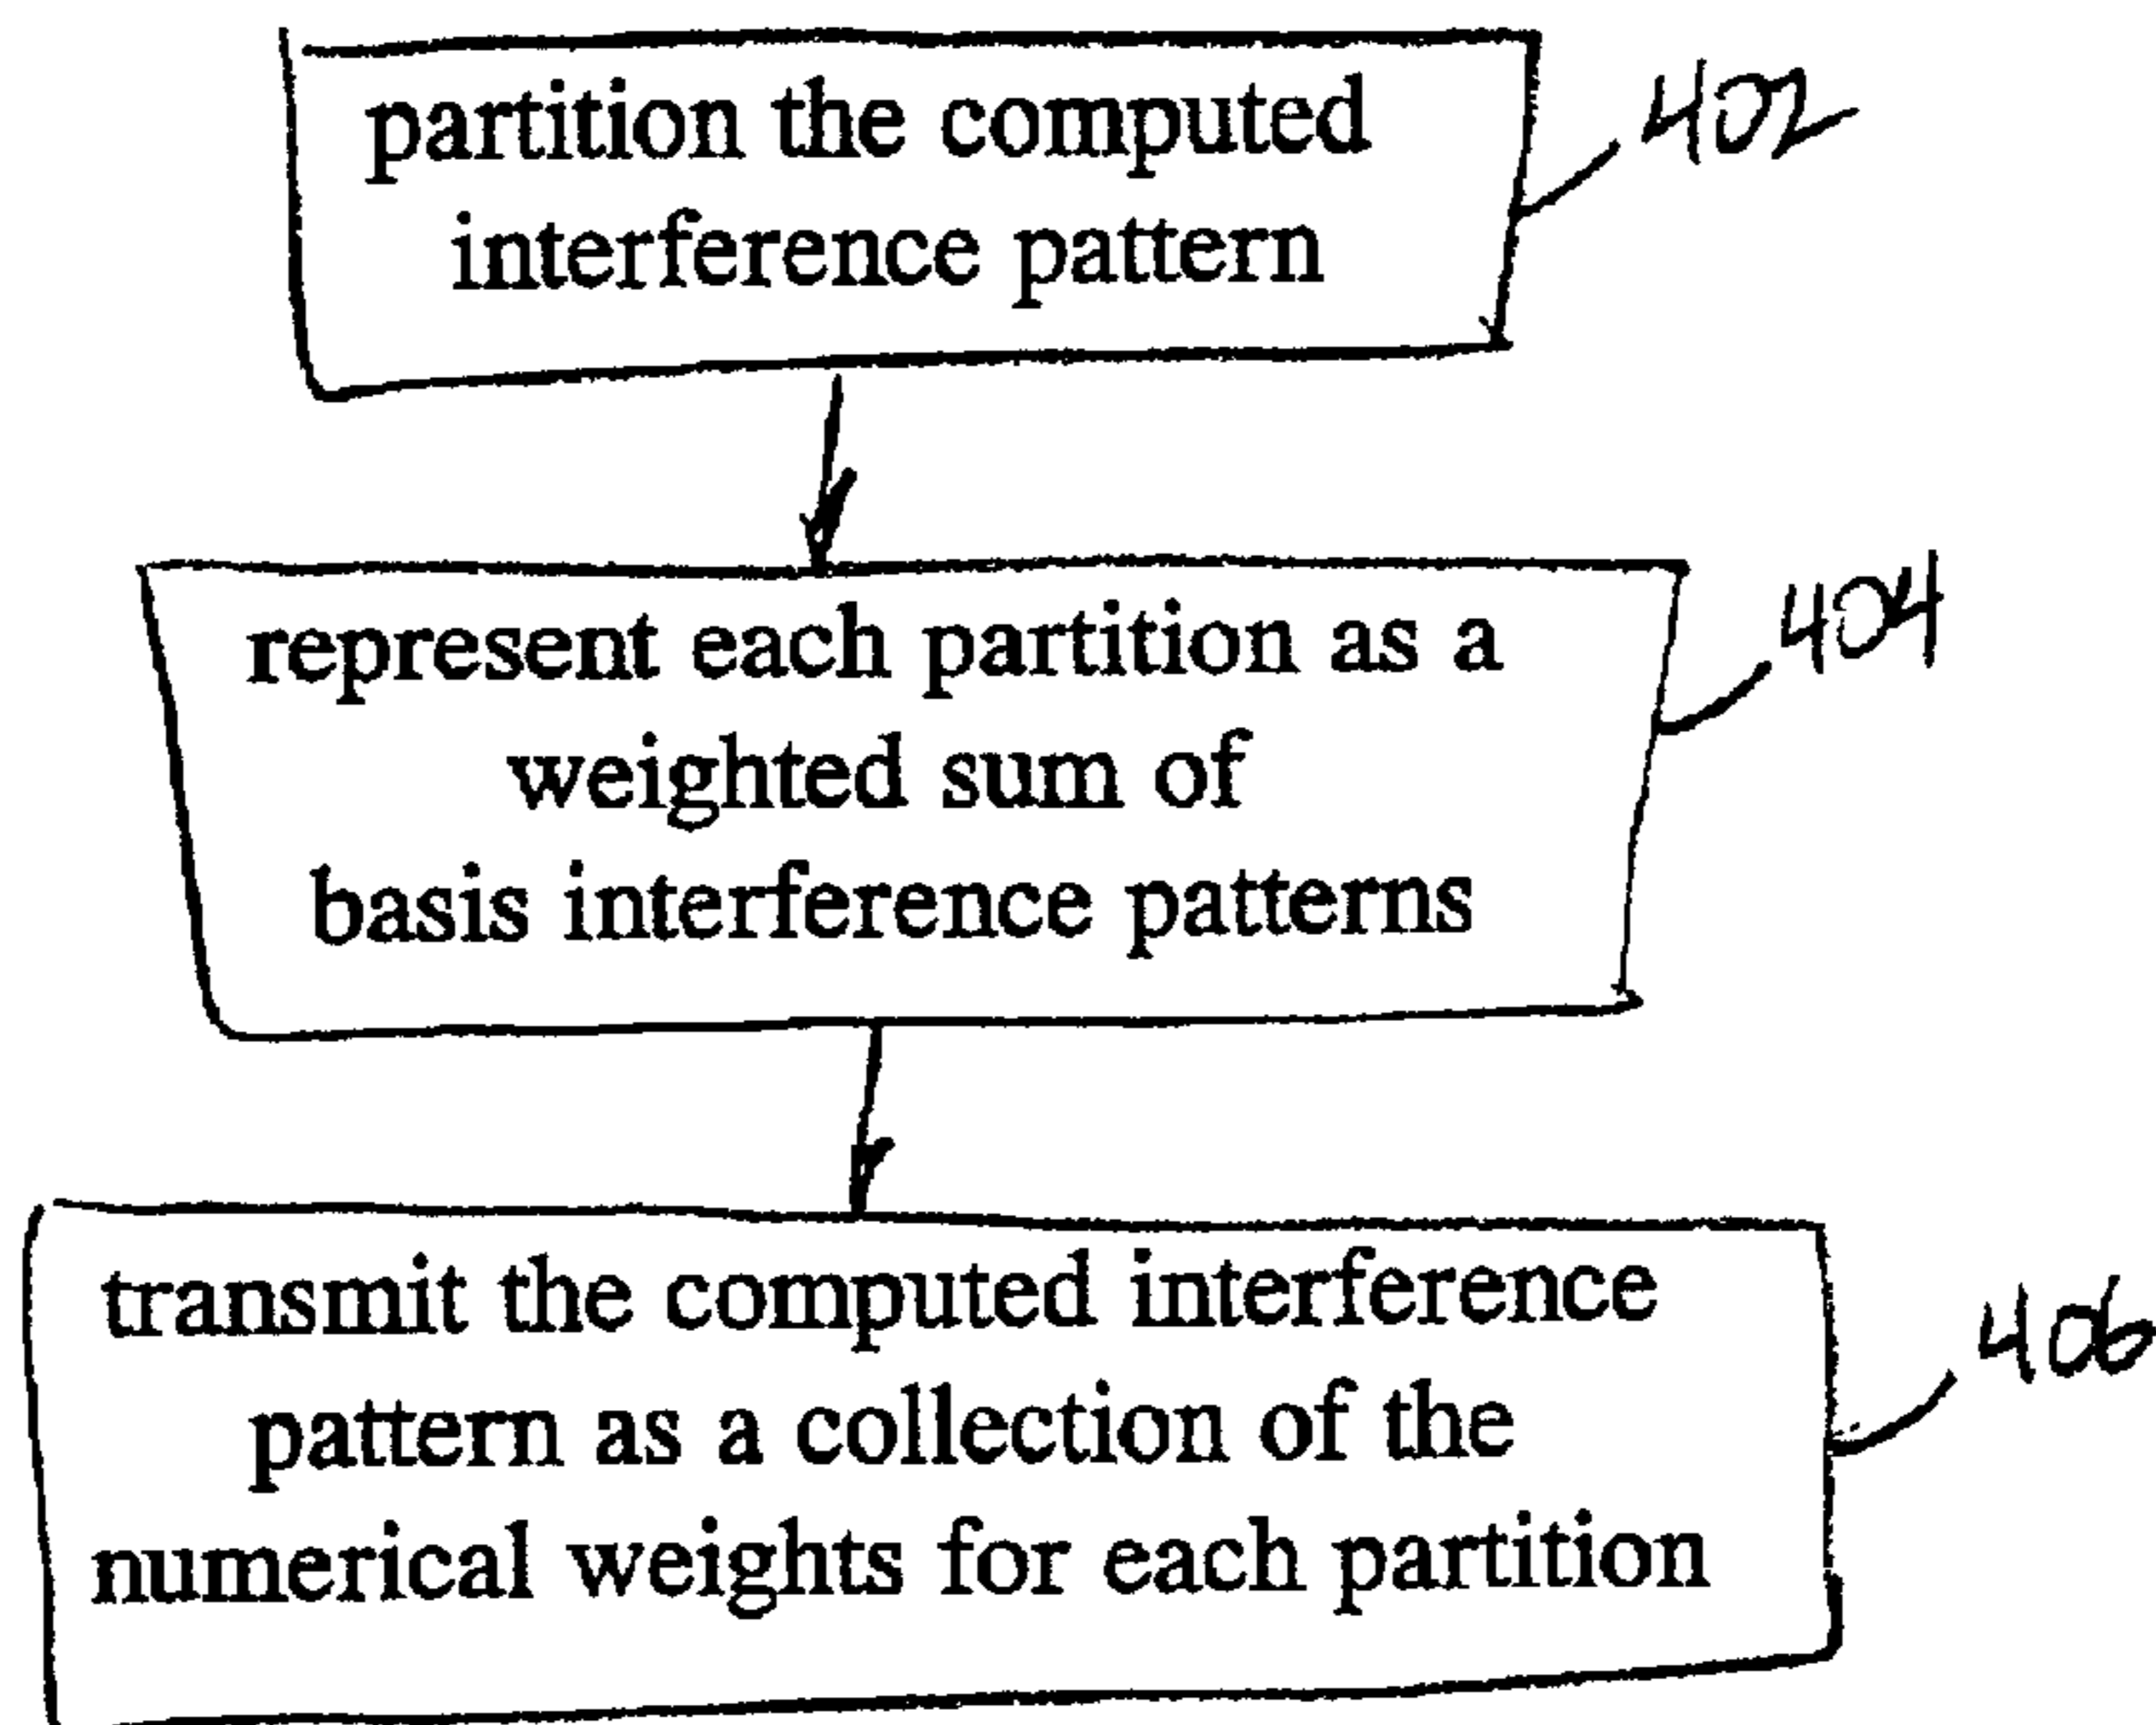 partition the computed
interference pattern
402
represent each partition as a
weighted sum of
basis interference patterns
404
transmit the computed interference
pattern as a collection of the
numerical weights for each partition
406